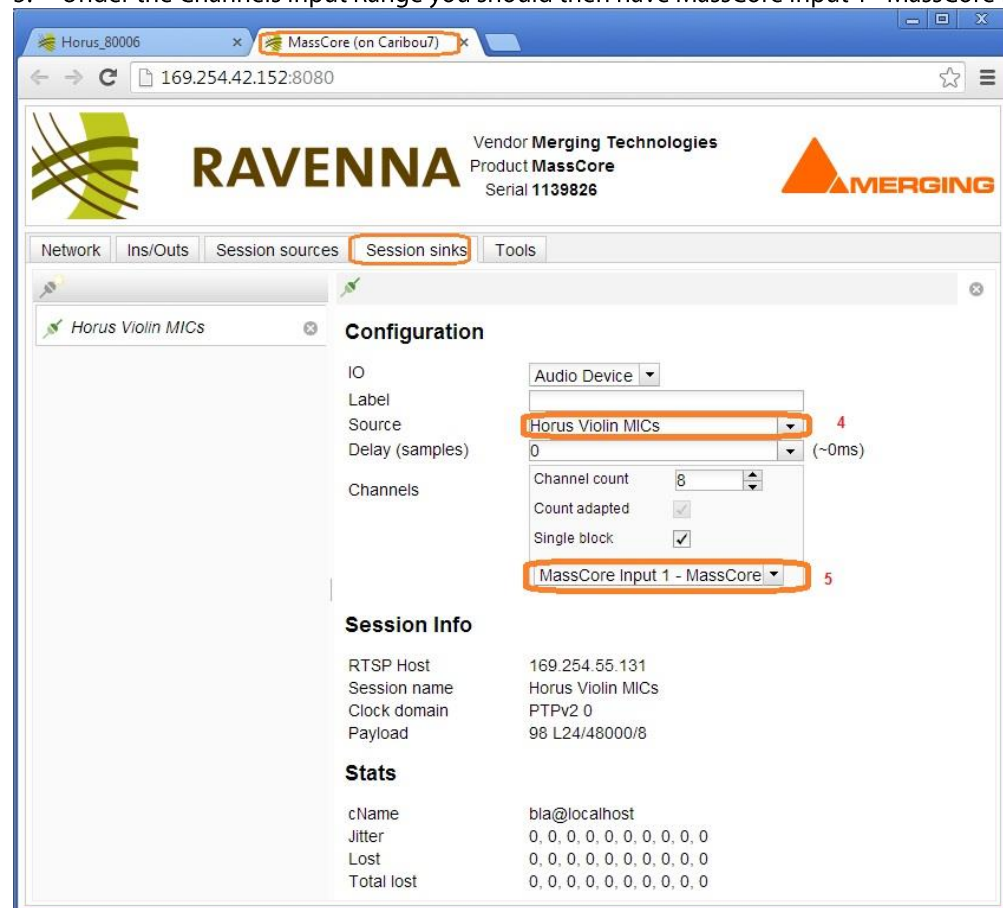 5. Under the Channels Input Range you should then have MassCore Input 1 - MassCore
Horus_80006
MassCore (on Caribou7)
169.254.42.152:8080
RAVENNA
Vendor Merging Technologies
Product MassCore
Serial 1139826
MERGING
Network Ins/Outs Session sources Session sinks Tools
Horus Violin MICs
Configuration
IO Audio Device
Label
Source Horus Violin MICs 4
Delay (samples) 0 (~0ms)
Channels
Channel count 8
Count adapted
Single block
MassCore Input 1 - MassCore 5
Session Info
RTSP Host 169.254.55.131
Session name Horus Violin MICs
Clock domain PTPv2 0
Payload 98 L24/48000/8
Stats
cName bla@localhost
Jitter 0, 0, 0, 0, 0, 0, 0, 0, 0, 0
Lost 0, 0, 0, 0, 0, 0, 0, 0, 0, 0
Total lost 0, 0, 0, 0, 0, 0, 0, 0, 0, 0